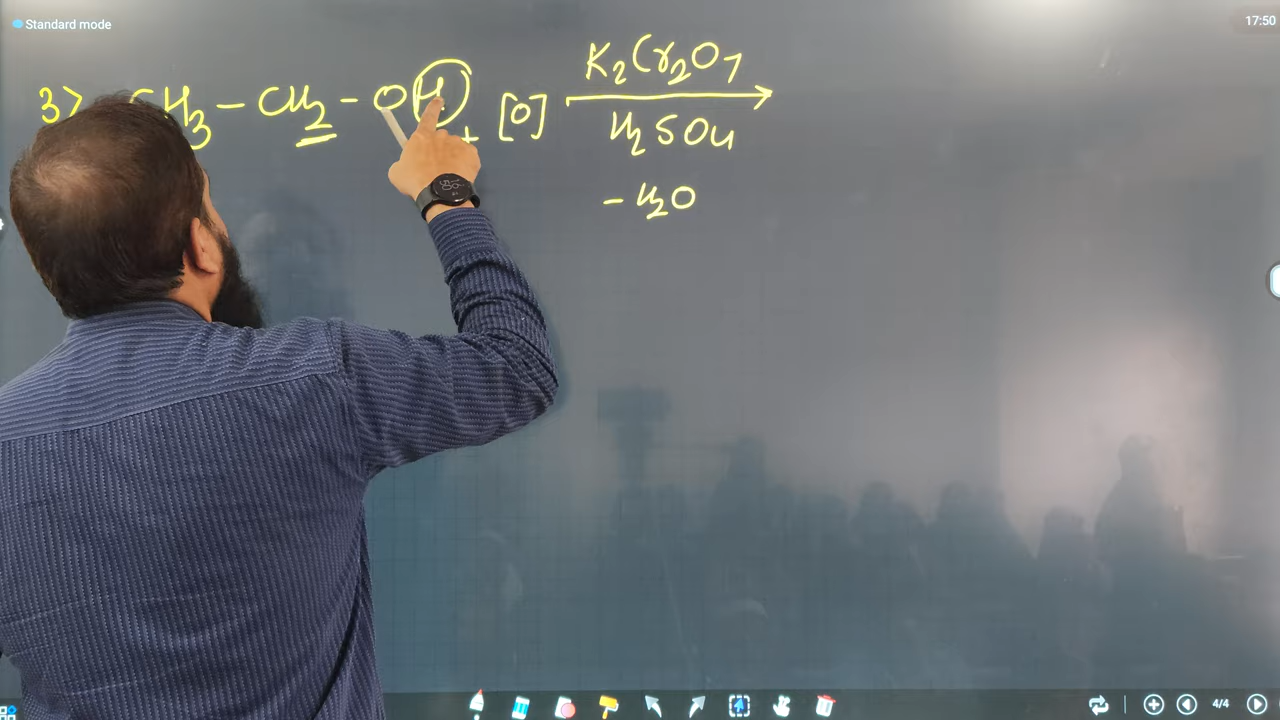 Standard mode
17:50
3> CH3 - CH2 - OH + [O]
K2Cr2O7
H2SO4
- H2O
4/4